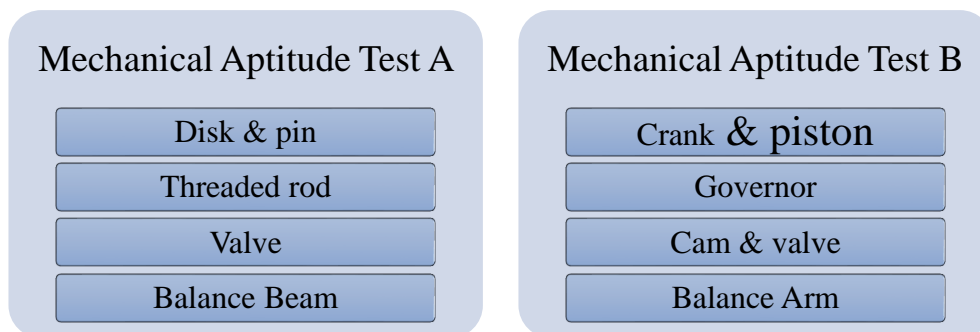 Mechanical Aptitude Test A
Disk & pin
Threaded rod
Valve
Balance Beam
Mechanical Aptitude Test B
Crank & piston
Governor
Cam & valve
Balance Arm